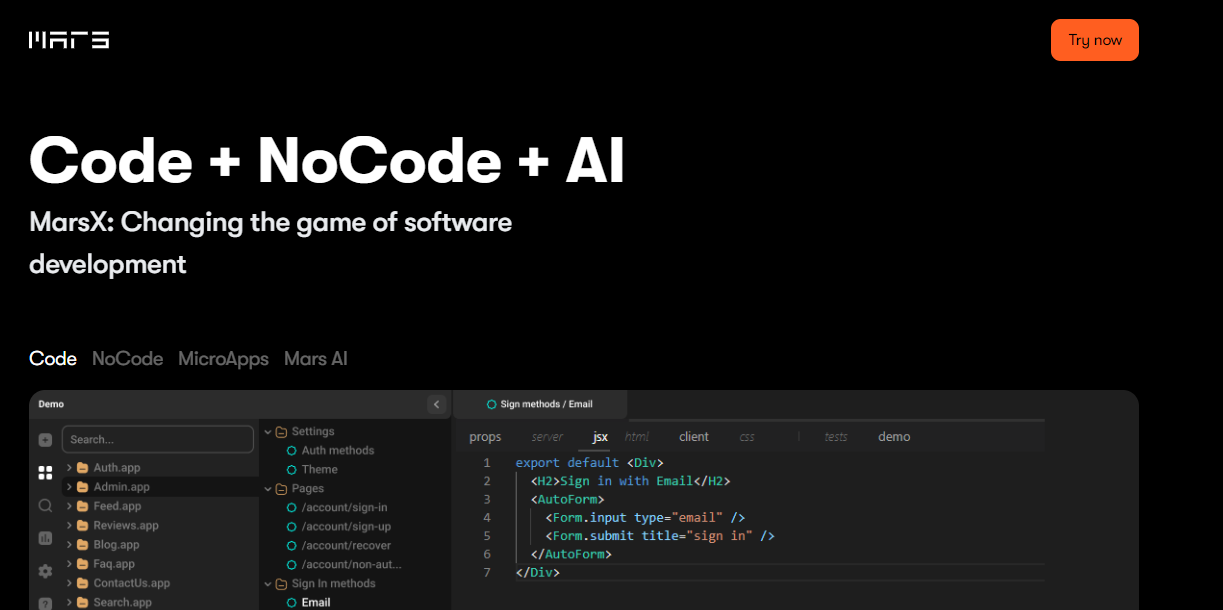 MARS
Try now
Code + NoCode + AI
MarsX: Changing the game of software
development
Code NoCode MicroApps Mars AI
Demo
Search...
Auth.app
Admin.app
Feed.app
Reviews.app
Blog.app
Faq.app
ContactUs.app
Search.app
Settings
Auth methods
Theme
Pages
/account/sign-in
/account/sign-up
/account/recover
/account/non-aut...
Sign In methods
Email
Sign methods / Email
props server jsx html client css | tests demo
1 export default <Div>
2 <H2>Sign in with Email</H2>
3 <AutoForm>
4 <Form.input type="email" />
5 <Form.submit title="sign in" />
6 </AutoForm>
7 </Div>